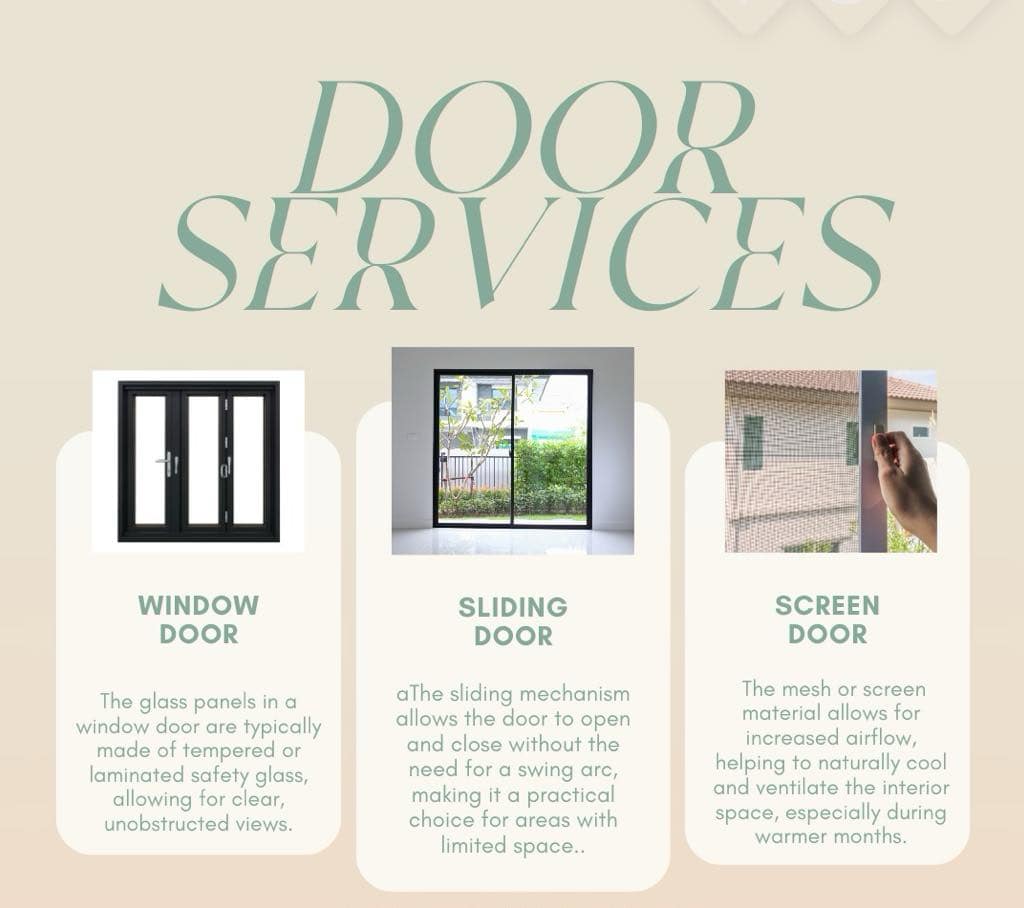 DOOR
SERVICES
WINDOW
DOOR
The glass panels in a
window door are typically
made of tempered or
laminated safety glass,
allowing for clear,
unobstructed views.
SLIDING
DOOR
aThe sliding mechanism
allows the door to open
and close without the
need for a swing arc,
making it a practical
choice for areas with
limited space..
SCREEN
DOOR
The mesh or screen
material allows for
increased airflow,
helping to naturally cool
and ventilate the interior
space, especially during
warmer months.